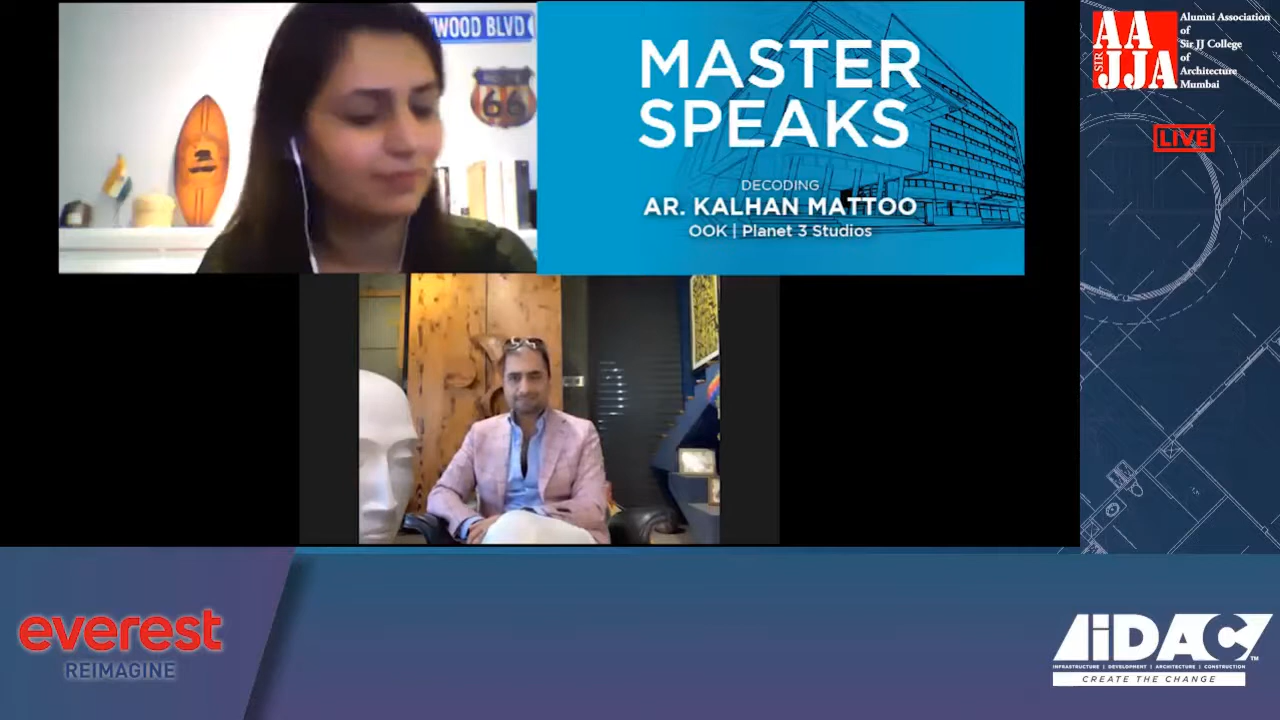 WOOD BLVD
66
MASTER
SPEAKS
DECODING
AR. KALHAN MATTOO
OOK | Planet 3 Studios
AA
SIR
JJA
Alumni Association
of
Sir JJ College
of
Architecture
Mumbai
LIVE
everest
REIMAGINE
IDAC™
INFRASTRUCTURE | DEVELOPMENT | ARCHITECTURE | CONSTRUCTION
CREATE THE CHANGE